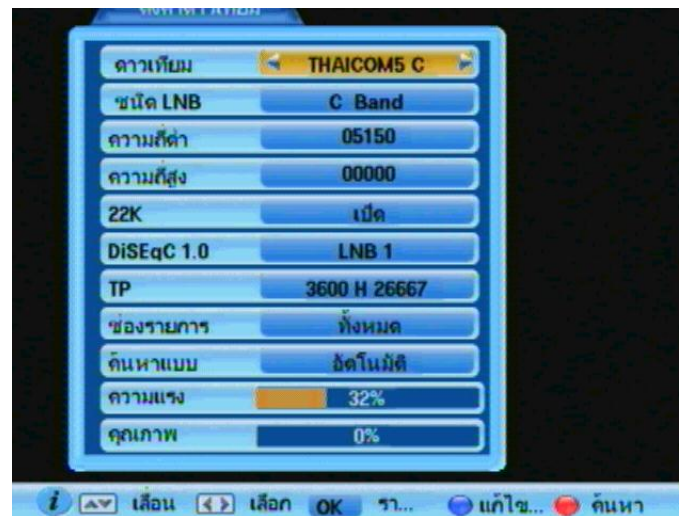 ดาวเทียม THAICOM5 C
ชนิด LNB C Band
ความถี่ต่ำ 05150
ความถี่สูง 00000
22K เปิด
DiSEqC 1.0 LNB 1
TP 3600 H 26667
ช่องรายการ ทั้งหมด
ค้นหาแบบ อัตโนมัติ
ความแรง 32%
คุณภาพ 0%
i เลื่อน เลือก OK รา... แก้ไข... ค้นหา